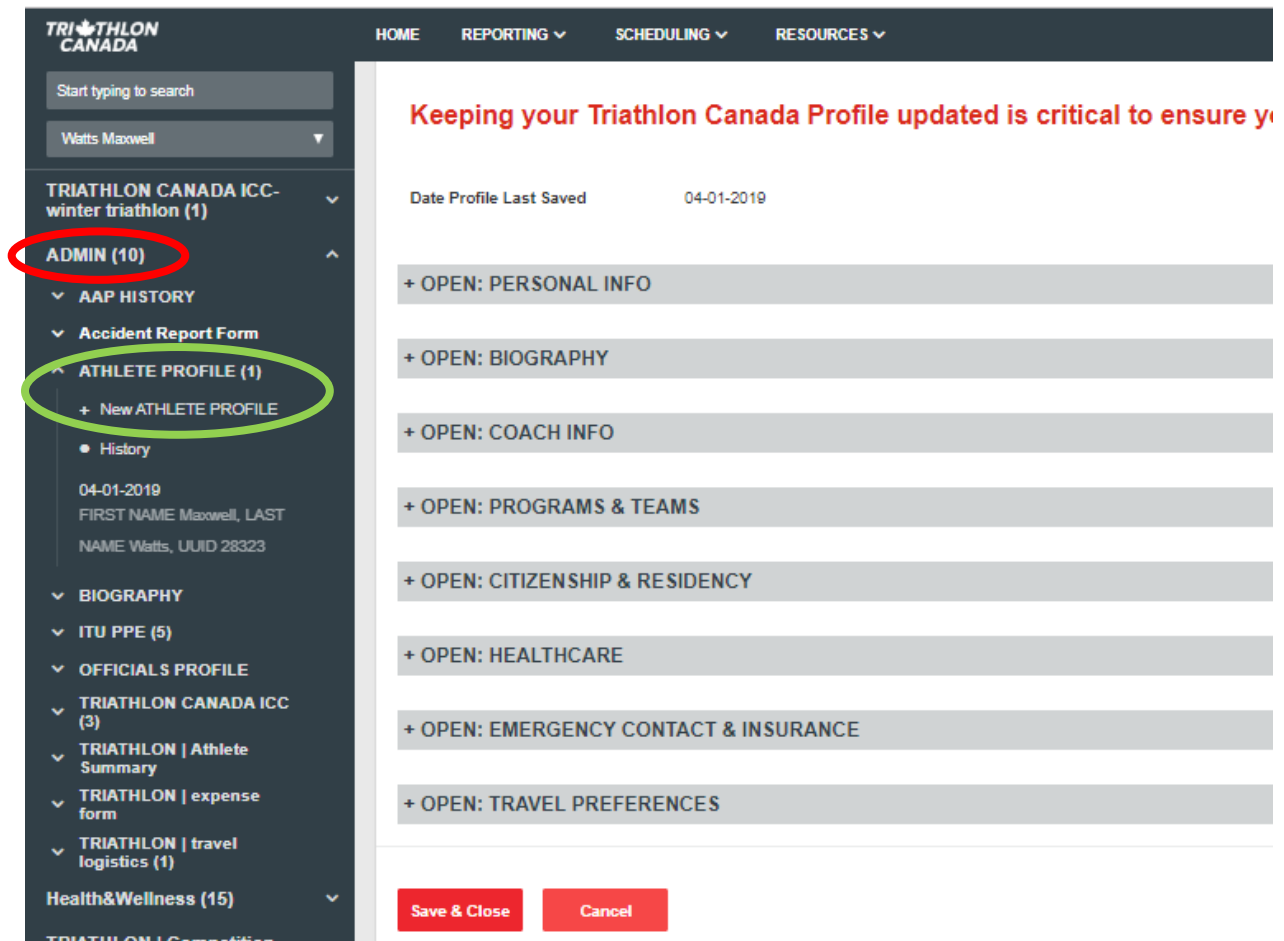 TRIATHLON
CANADA
HOME REPORTING SCHEDULING RESOURCES
Start typing to search
Watts Maxwell
TRIATHLON CANADA ICC-
winter triathlon (1)
ADMIN (10)
AAP HISTORY
Accident Report Form
ATHLETE PROFILE (1)
+ New ATHLETE PROFILE
History
04-01-2019
FIRST NAME Maxwell, LAST
NAME Watts, UUID 28323
BIOGRAPHY
ITU PPE (5)
OFFICIALS PROFILE
TRIATHLON CANADA ICC
(3)
TRIATHLON | Athlete
Summary
TRIATHLON | expense
form
TRIATHLON | travel
logistics (1)
Health&Wellness (15)
TRIATHLON | Competition
Keeping your Triathlon Canada Profile updated is critical to ensure
Date Profile Last Saved 04-01-2019
+ OPEN: PERSONAL INFO
+ OPEN: BIOGRAPHY
+ OPEN: COACH INFO
+ OPEN: PROGRAMS & TEAMS
+ OPEN: CITIZENSHIP & RESIDENCY
+ OPEN: HEALTHCARE
+ OPEN: EMERGENCY CONTACT & INSURANCE
+ OPEN: TRAVEL PREFERENCES
Save & Close Cancel